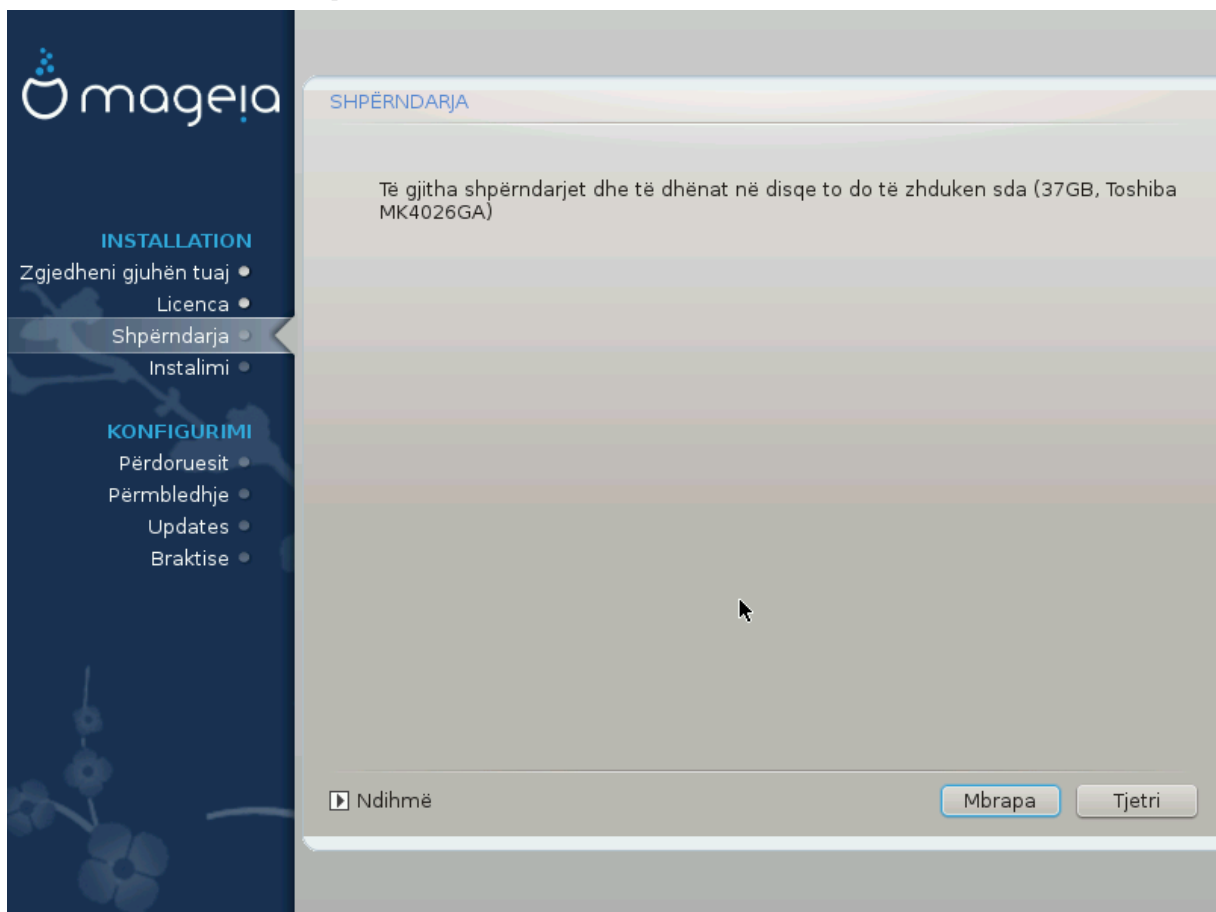 mageia
INSTALLATION
Zgjedheni gjuhën tuaj
Licenca
Shpërndarja
Instalimi
KONFIGURIMI
Përdoruesit
Përmbledhje
Updates
Braktise
SHPËRNDARJA
Të gjitha shpërndarjet dhe të dhënat në disqe to do të zhduken sda (37GB, Toshiba
MK4026GA)
Ndihmë
Mbrapa
Tjetri